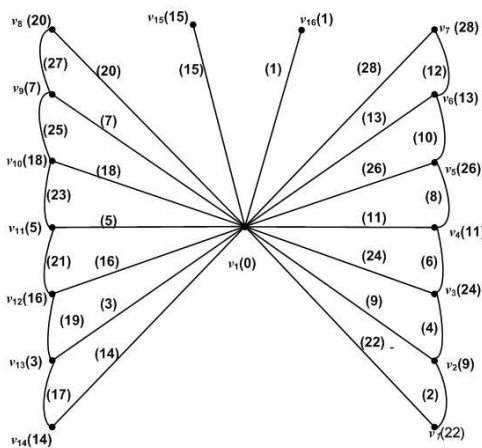 v8 (20)
v15(15)
v16(1)
v7 (28)
(27)
(20)
(15)
(1)
(28)
(12)
v9(7)
v6(13)
(25)
(7)
(13)
(10)
v10(18)
(18)
(26)
v5(26)
(23)
(8)
v11(5)
(5)
(11)
v4(11)
(21)
(16)
v1(0)
(24)
(6)
v12(16)
v3(24)
(19)
(3)
(9)
(4)
v13(3)
(14)
(22)
v2(9)
(17)
(2)
v14(14)
v1(22)